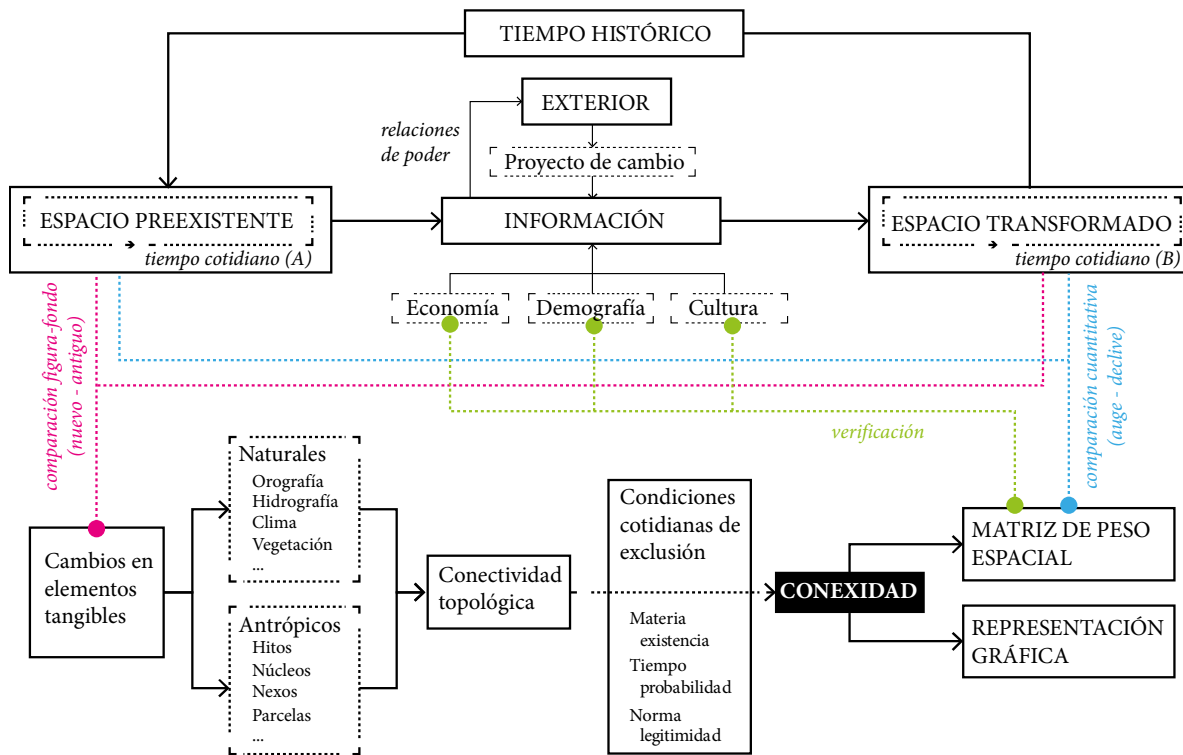 TIEMPO HISTÓRICO
EXTERIOR
relaciones
de poder
Proyecto de cambio
ESPACIO PREEXISTENTE
tiempo cotidiano (A)
INFORMACIÓN
ESPACIO TRANSFORMADO
tiempo cotidiano (B)
Economía
Demografía
Cultura
comparación figura-fondo
(nuevo - antiguo)
comparación cuantitativa
(auge - declive)
verificación
Cambios en
elementos
tangibles
Naturales
Orografía
Hidrografía
Clima
Vegetación
...
Antrópicos
Hitos
Núcleos
Nexos
Parcelas
...
Conectividad
topológica
Condiciones
cotidianas de
exclusión
Materia
existencia
Tiempo
probabilidad
Norma
legitimidad
CONEXIDAD
MATRIZ DE PESO
ESPACIAL
REPRESENTACIÓN
GRÁFICA